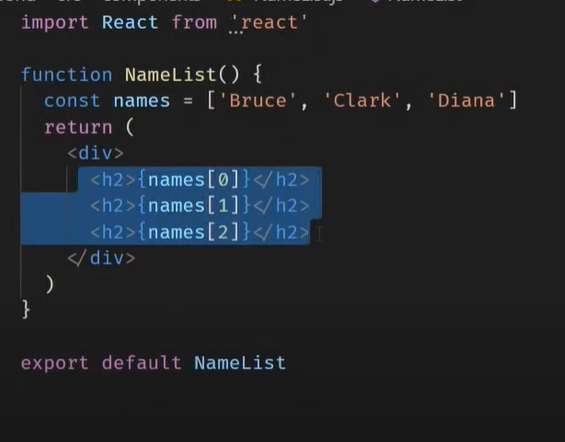 import React from 'react'
function NameList() {
const names = ['Bruce', 'Clark', 'Diana']
return (
<div>
<h2>{names[0]}</h2>
<h2>{names[1]}</h2>
<h2>{names[2]}</h2>
</div>
)
}
export default NameList